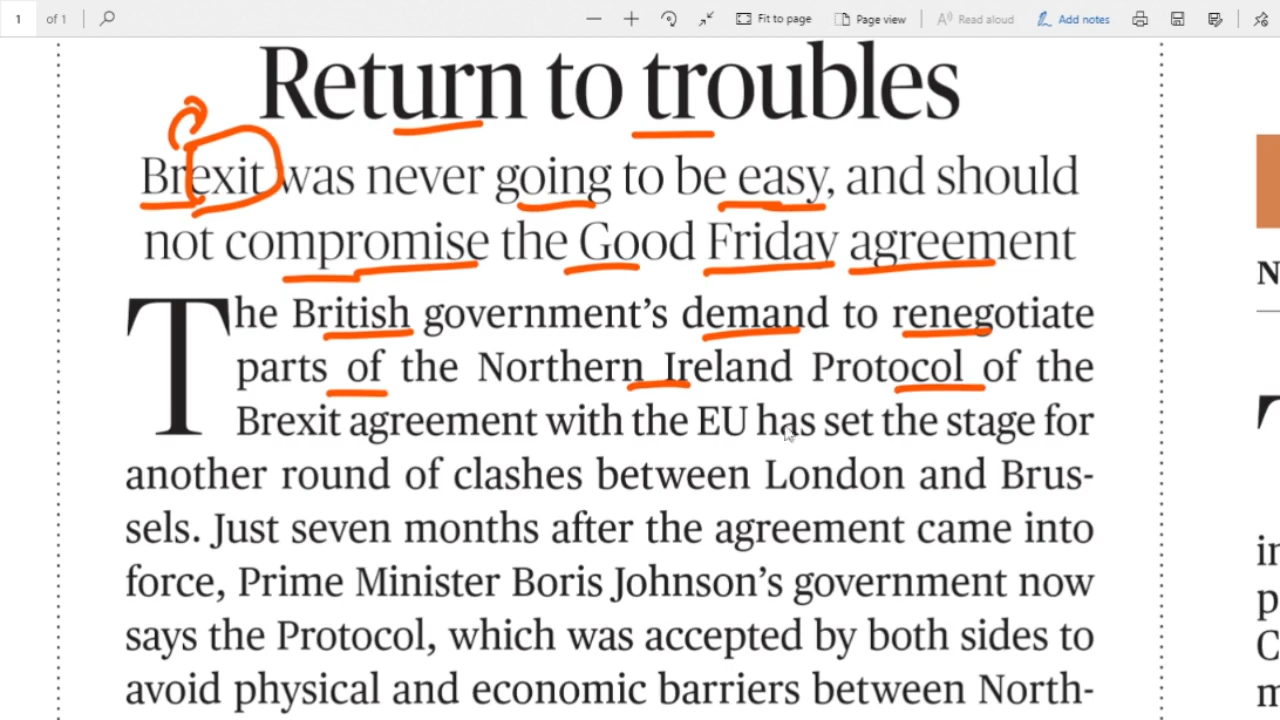 1 of 1 Fit to page Page view Read aloud Add notes
Return to troubles
Brexit was never going to be easy, and should
not compromise the Good Friday agreement
The British government's demand to renegotiate
parts of the Northern Ireland Protocol of the
Brexit agreement with the EU has set the stage for
another round of clashes between London and Brus-
sels. Just seven months after the agreement came into
force, Prime Minister Boris Johnson's government now
says the Protocol, which was accepted by both sides to
avoid physical and economic barriers between North-
N
in
p
C
m